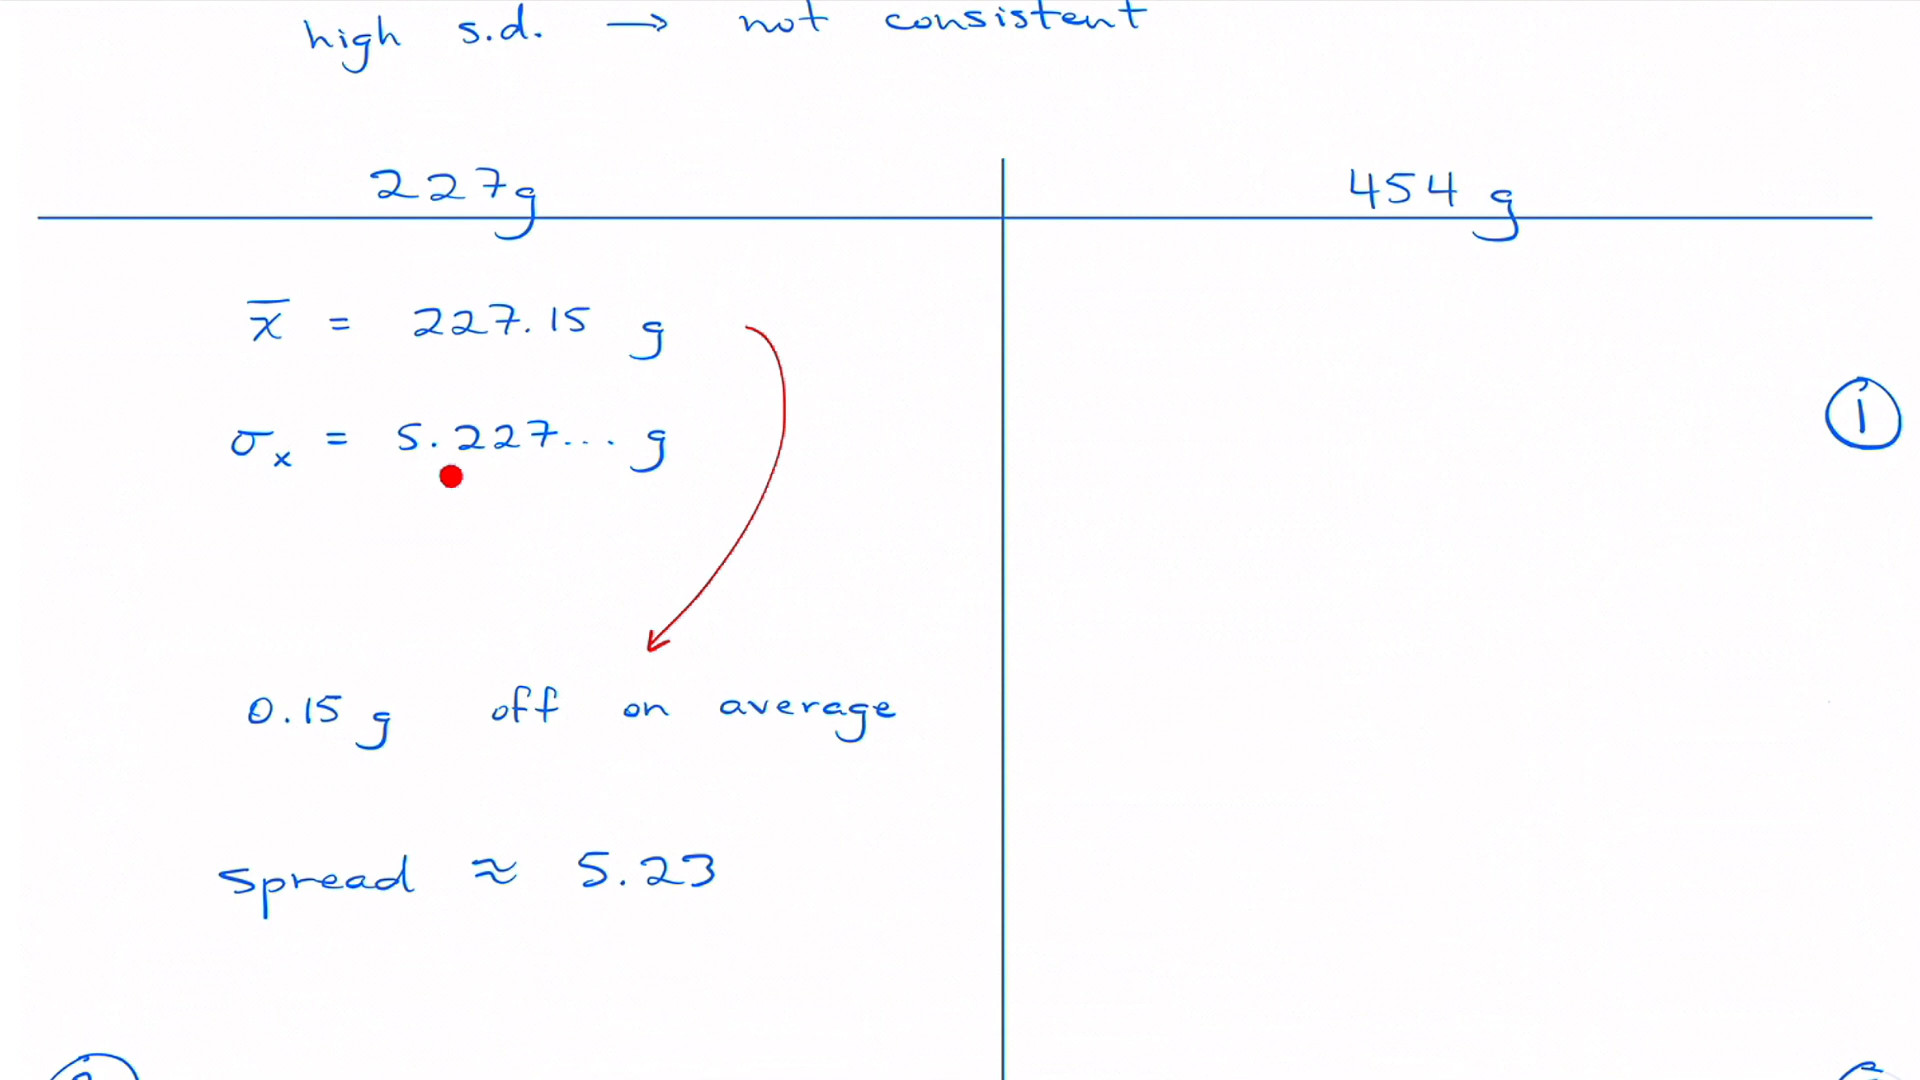 high s.d. → not consistent
227g
454 g
x̄ = 227.15 g
σx = 5.227... g
1
0.15 g off on average
spread ≈ 5.23